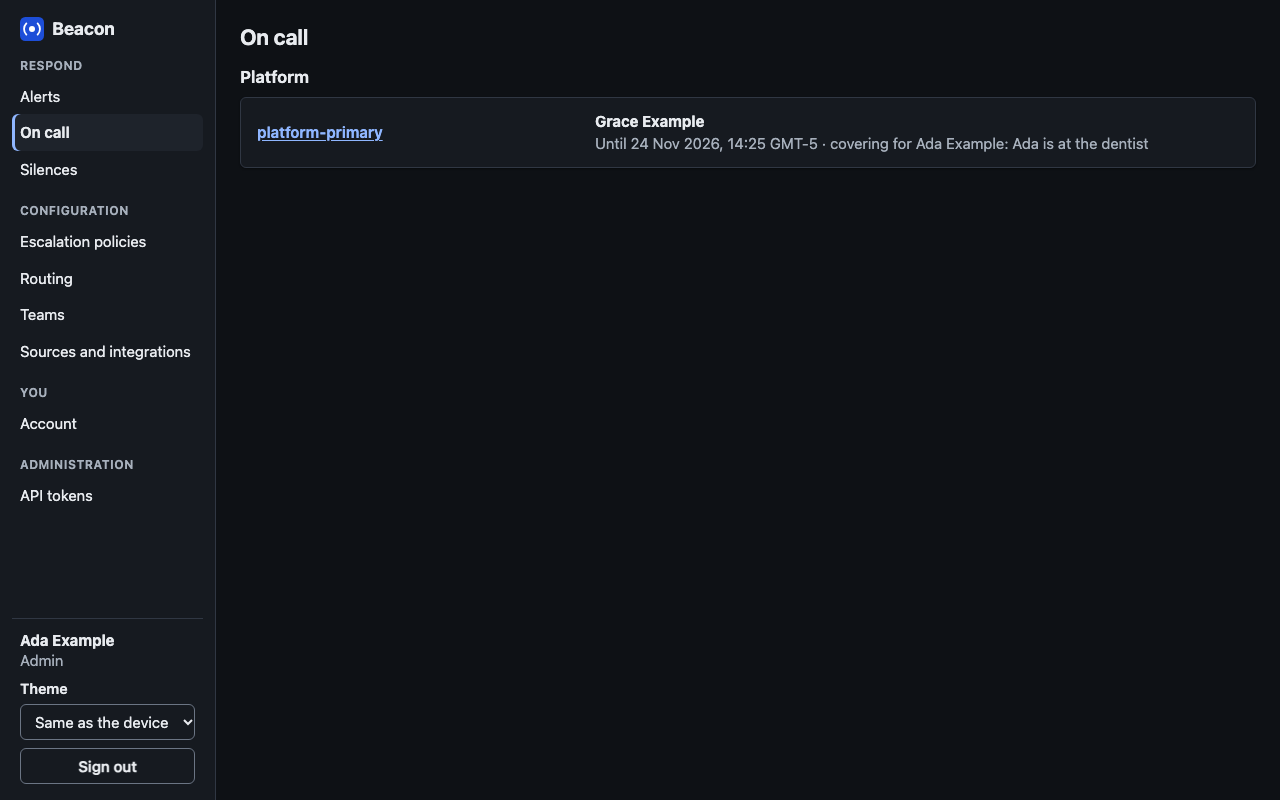 Beacon
RESPOND
Alerts
On call
Silences
CONFIGURATION
Escalation policies
Routing
Teams
Sources and integrations
YOU
Account
ADMINISTRATION
API tokens
Ada Example
Admin
Theme
Same as the device
Sign out
On call
Platform
platform-primary
Grace Example
Until 24 Nov 2026, 14:25 GMT-5 · covering for Ada Example: Ada is at the dentist